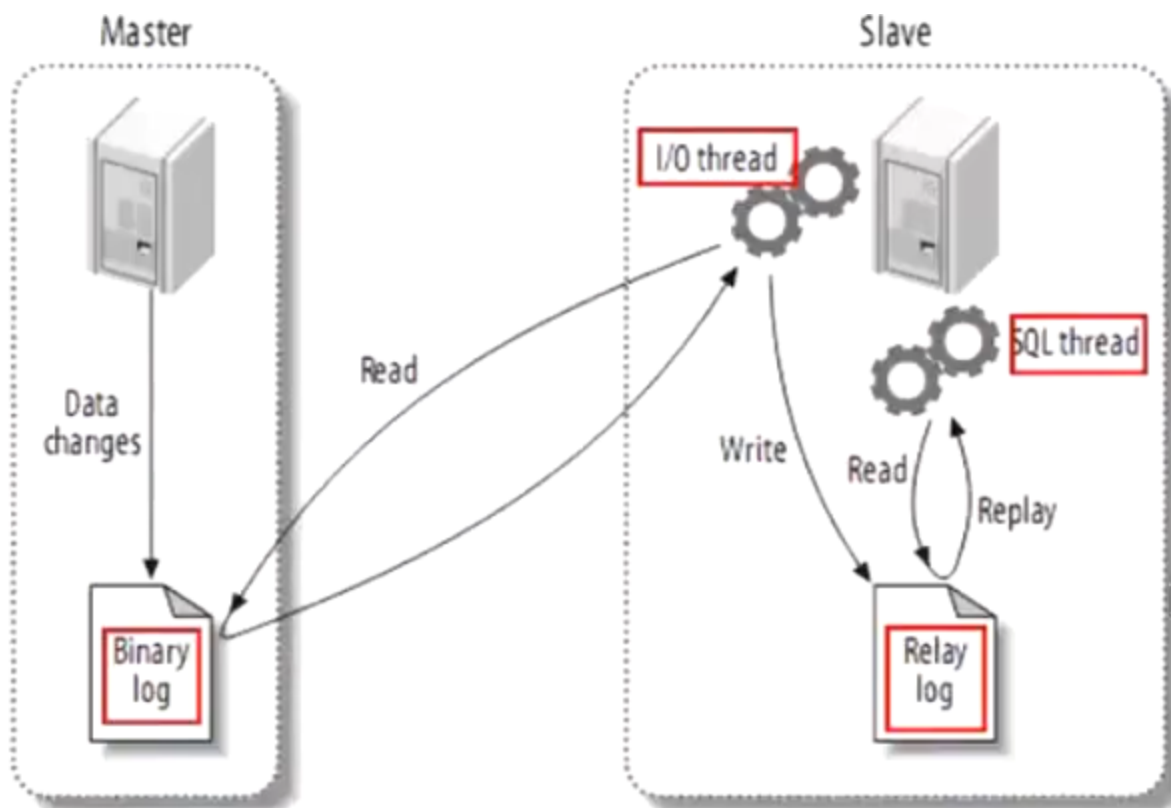 Master
Slave
I/O thread
SQL thread
Read
Data
changes
Write
Read
Replay
Binary
log
Relay
log